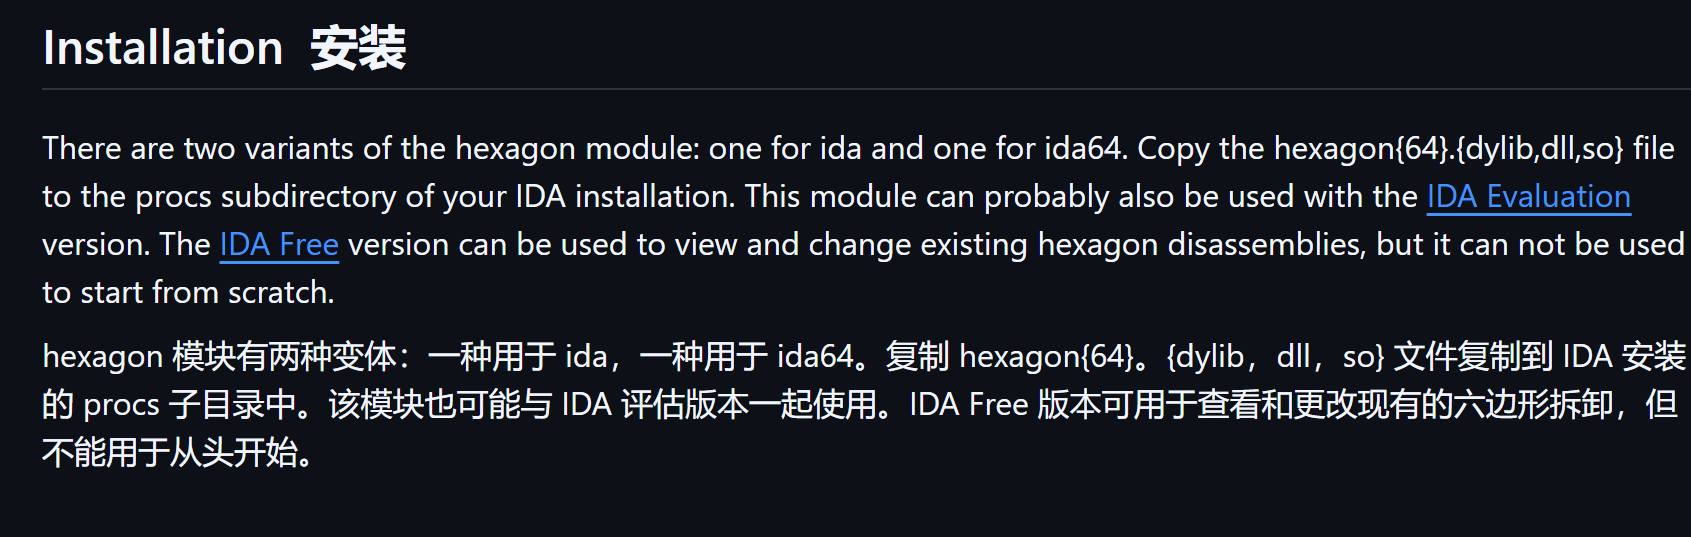 Installation 安装
There are two variants of the hexagon module: one for ida and one for ida64. Copy the hexagon{64}.{dylib,dll,so} file
to the procs subdirectory of your IDA installation. This module can probably also be used with the IDA Evaluation
version. The IDA Free version can be used to view and change existing hexagon disassemblies, but it can not be used
to start from scratch.
hexagon 模块有两种变体：一种用于 ida，一种用于 ida64。复制 hexagon{64}。{dylib，dll，so} 文件复制到 IDA 安装
的 procs 子目录中。该模块也可能与 IDA 评估版本一起使用。IDA Free 版本可用于查看和更改现有的六边形拆卸，但
不能用于从头开始。